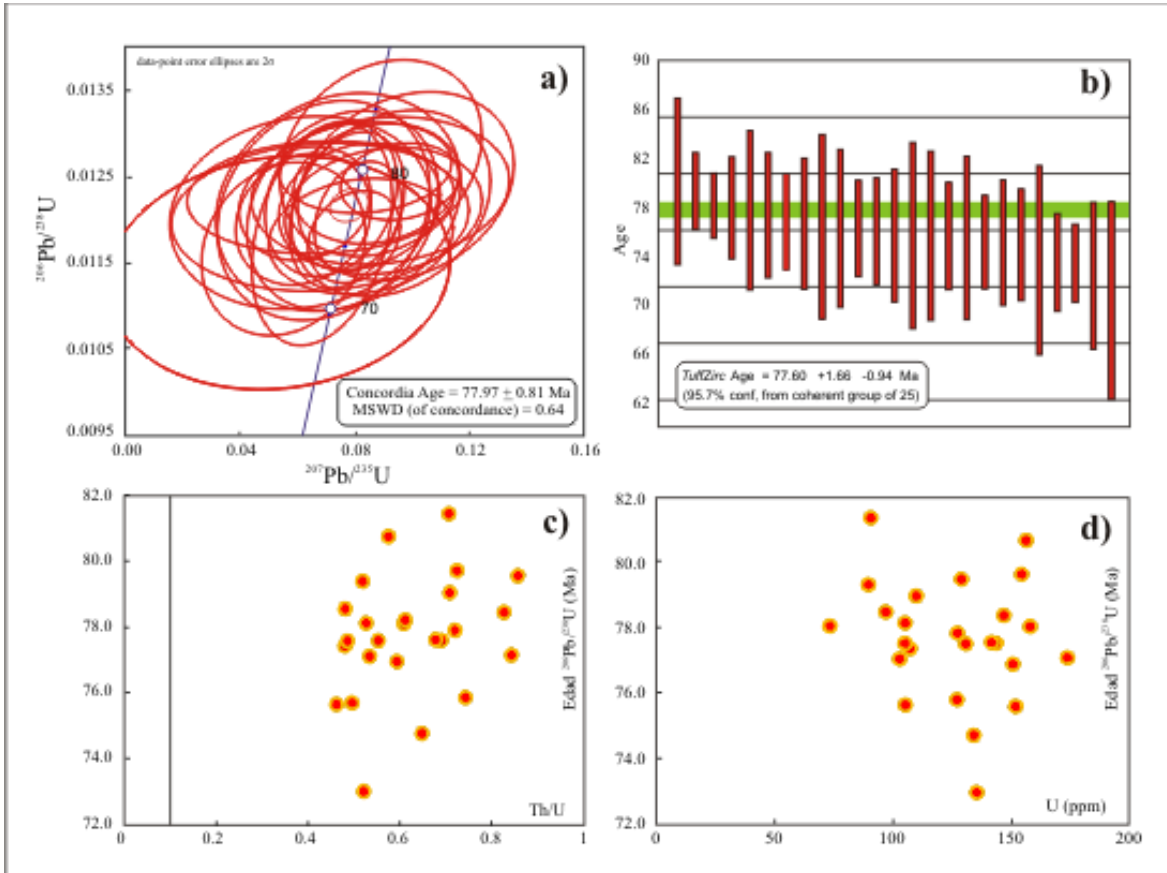 data-point error ellipses are 2σ
a)
0.0135
0.0125
0.0115
0.0105
0.0095
²⁰⁶Pb/²³⁸U
80
70
Concordia Age = 77.97 ± 0.81 Ma
MSWD (of concordance) = 0.64
0.00
0.04
0.08
0.12
0.16
²⁰⁷Pb/²³⁵U
b)
90
86
82
78
74
70
66
62
Age
TuffZirc Age = 77.60 +1.66 -0.94 Ma
(95.7% conf, from coherent group of 25)
c)
82.0
80.0
78.0
76.0
74.0
72.0
Edad ²⁰⁶Pb/²³⁸U (Ma)
Th/U
0
0.2
0.4
0.6
0.8
1
d)
82.0
80.0
78.0
76.0
74.0
72.0
Edad ²⁰⁶Pb/²³⁸U (Ma)
U (ppm)
0
50
100
150
200